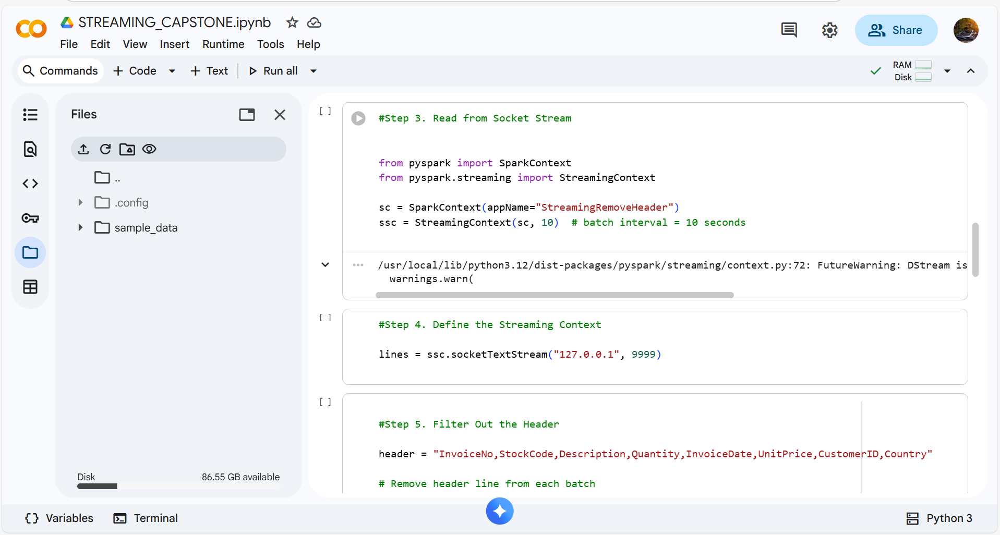 STREAMING_CAPSTONE.ipynb
File Edit View Insert Runtime Tools Help
Share
Commands + Code + Text Run all
RAM
Disk
Files
..
.config
sample_data
Disk 86.55 GB available
[ ]
#Step 3. Read from Socket Stream
from pyspark import SparkContext
from pyspark.streaming import StreamingContext
sc = SparkContext(appName="StreamingRemoveHeader")
ssc = StreamingContext(sc, 10)  # batch interval = 10 seconds
/usr/local/lib/python3.12/dist-packages/pyspark/streaming/context.py:72: FutureWarning: DStream is
warnings.warn(
[ ]
#Step 4. Define the Streaming Context
lines = ssc.socketTextStream("127.0.0.1", 9999)
[ ]
#Step 5. Filter Out the Header
header = "InvoiceNo,StockCode,Description,Quantity,InvoiceDate,UnitPrice,CustomerID,Country"
# Remove header line from each batch
{} Variables Terminal
Python 3